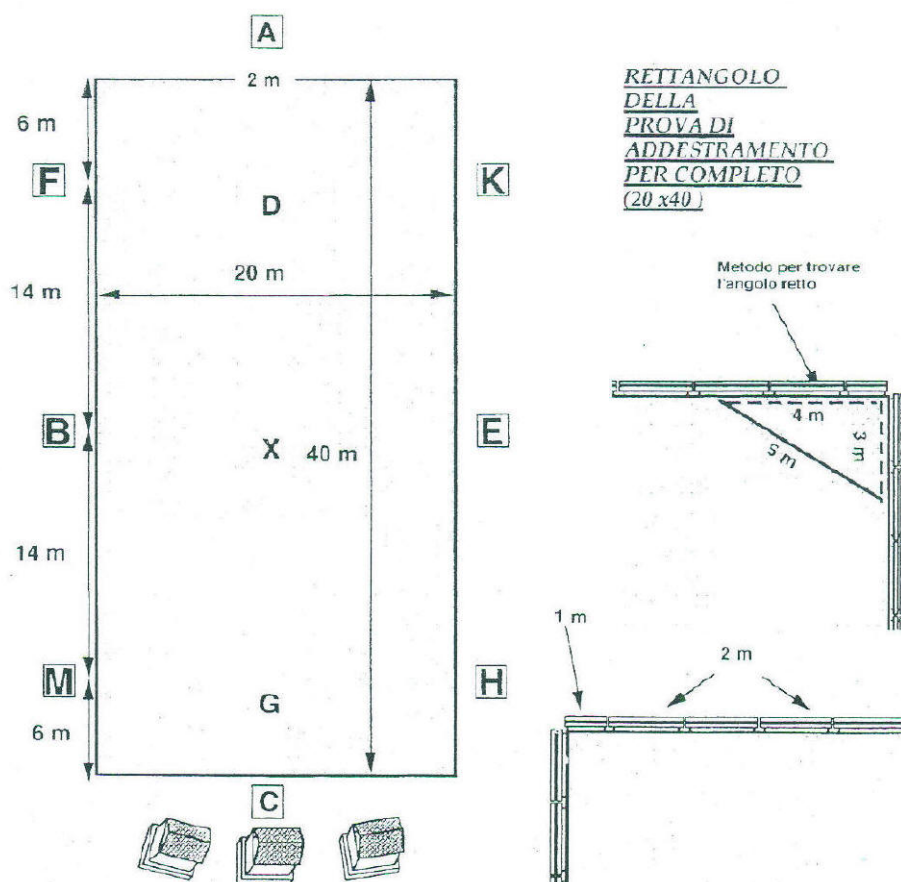 A
2 m
6 m
F
K
D
20 m
14 m
B
X
40 m
E
14 m
M
H
G
6 m
C
RETTANGOLO
DELLA
PROVA DI
ADDESTRAMENTO
PER COMPLETO
(20 x40 )
Metodo per trovare
l'angolo retto
4 m
3 m
5 m
1 m
2 m